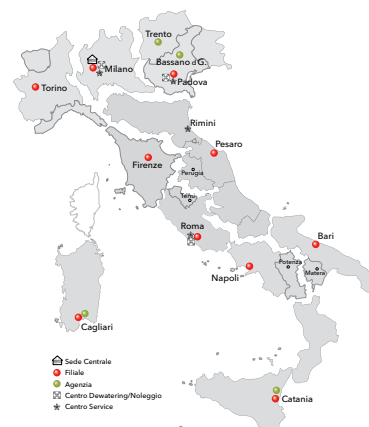 Trento
Bassano d G.
Milano
Padova
Torino
Rimini
Pesaro
Firenze
Perugia
Terni
Roma
Bari
Potenza
Matera
Napoli
Cagliari
Sede Centrale
Filiale
Agenzia
Centro Dewatering/Noleggio
Centro Service
Catania